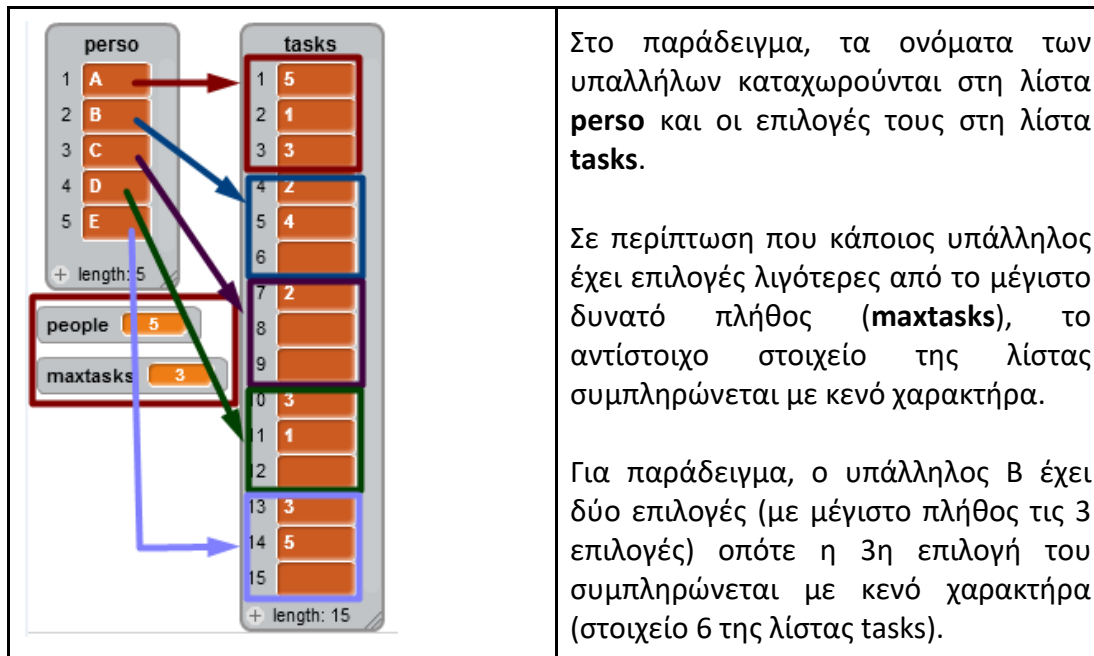 perso
1 A
2 B
3 C
4 D
5 E
+ length: 5
people 5
maxtasks 3
tasks
1 5
2 1
3 3
4 2
5 4
6
7 2
8
9
0 3
11 1
12
13 3
14 5
15
+ length: 15
Στο παράδειγμα, τα ονόματα των
υπαλλήλων καταχωρούνται στη λίστα
perso και οι επιλογές τους στη λίστα
tasks.
Σε περίπτωση που κάποιος υπάλληλος
έχει επιλογές λιγότερες από το μέγιστο
δυνατό πλήθος (maxtasks), το
αντίστοιχο στοιχείο της λίστας
συμπληρώνεται με κενό χαρακτήρα.
Για παράδειγμα, ο υπάλληλος Β έχει
δύο επιλογές (με μέγιστο πλήθος τις 3
επιλογές) οπότε η 3η επιλογή του
συμπληρώνεται με κενό χαρακτήρα
(στοιχείο 6 της λίστας tasks).